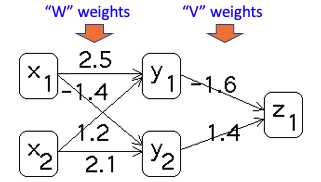 “W” weights “V” weights
2.5
x1 y1 -1.6
-1.4 z1
1.2 1.4
x2 y2
2.1